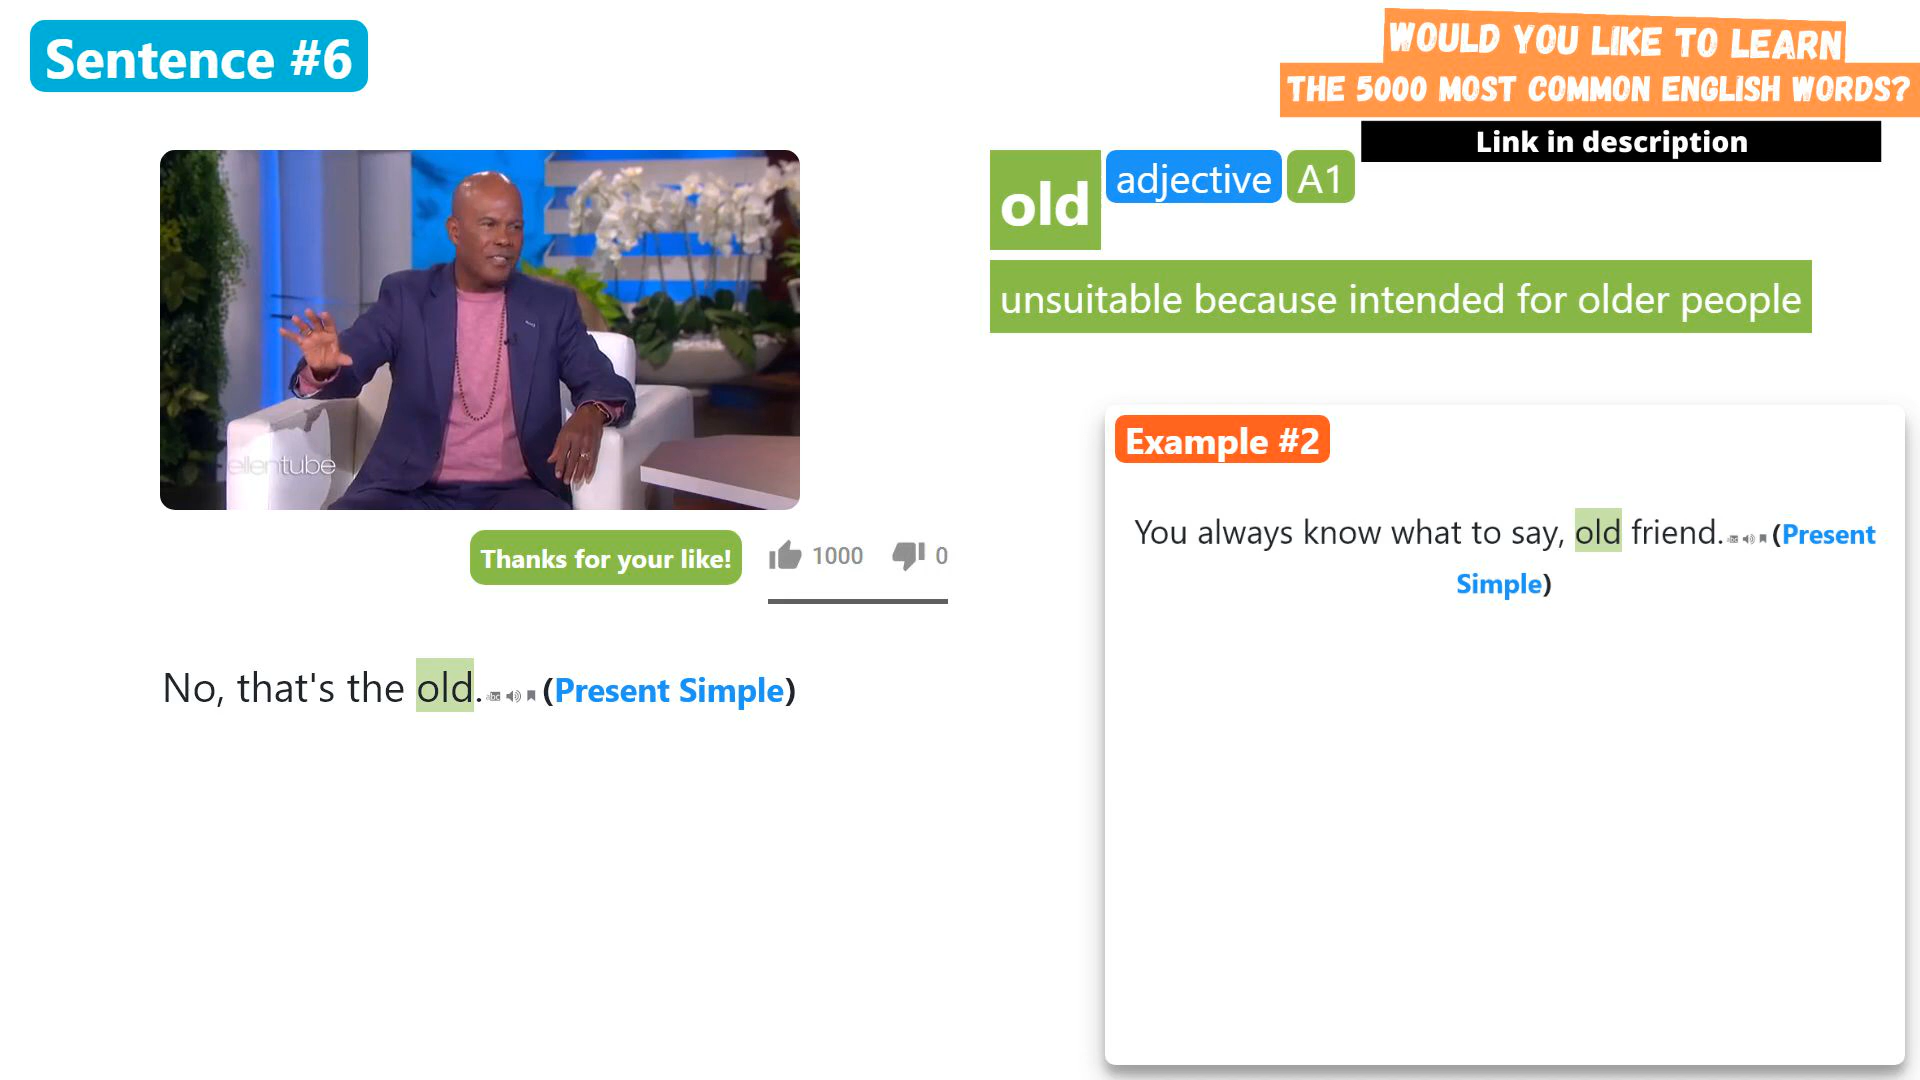 Sentence #6
WOULD YOU LIKE TO LEARN
THE 5000 MOST COMMON ENGLISH WORDS?
Link in description
old adjective A1
unsuitable because intended for older people
ellentube
Thanks for your like! 1000 0
No, that's the old. abc (Present Simple)
Example #2
You always know what to say, old friend. (Present
Simple)